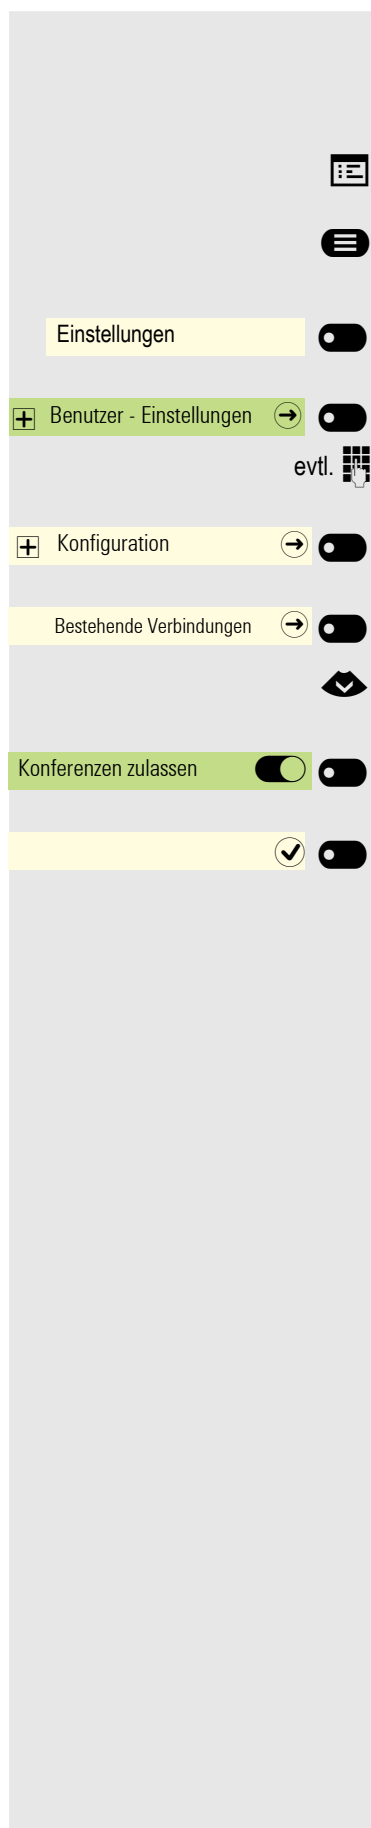 Einstellungen
Benutzer - Einstellungen
evtl.
Konfiguration
Bestehende Verbindungen
Konferenzen zulassen